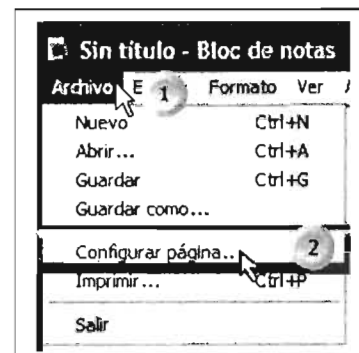 Sin título - Bloc de notas
Archivo E 1 Formato Ver
Nuevo Ctrl+N
Abrir... Ctrl+A
Guardar Ctrl+G
Guardar como...
Configurar página... 2
Imprimir... Ctrl+P
Salir